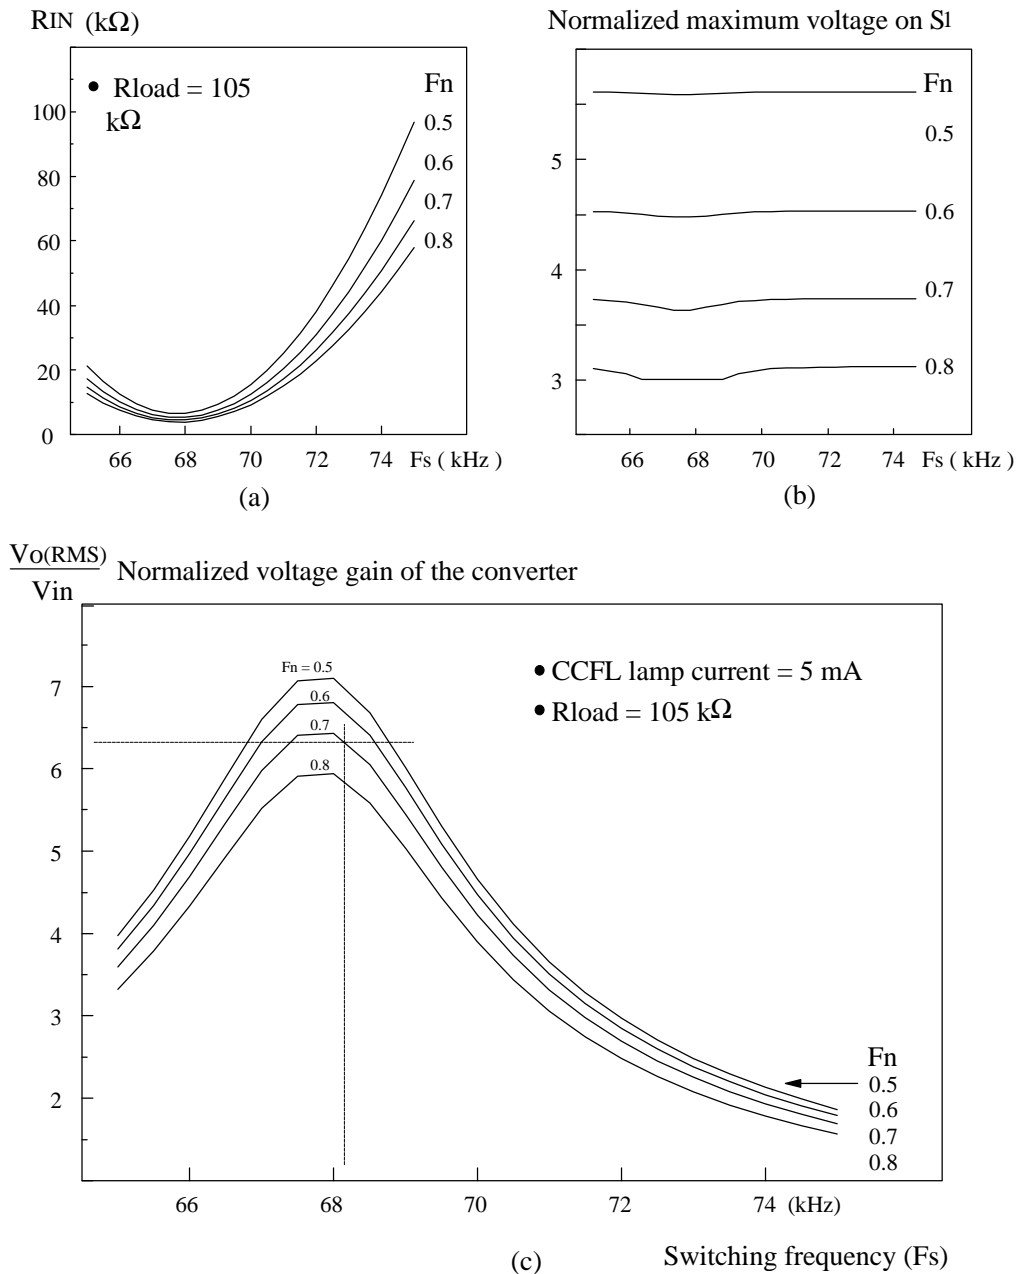 RIN (kΩ)
• Rload = 105
kΩ
Fn
0.5
0.6
0.7
0.8
100
80
60
40
20
0
66 68 70 72 74 Fs ( kHz )
(a)
Normalized maximum voltage on S1
Fn
0.5
0.6
0.7
0.8
5
4
3
66 68 70 72 74 Fs ( kHz )
(b)
Vo(RMS)
Vin
Normalized voltage gain of the converter
Fn = 0.5
0.6
0.7
0.8
• CCFL lamp current = 5 mA
• Rload = 105 kΩ
7
6
5
4
3
2
Fn
0.5
0.6
0.7
0.8
66 68 70 72 74 (kHz)
(c)
Switching frequency (Fs)